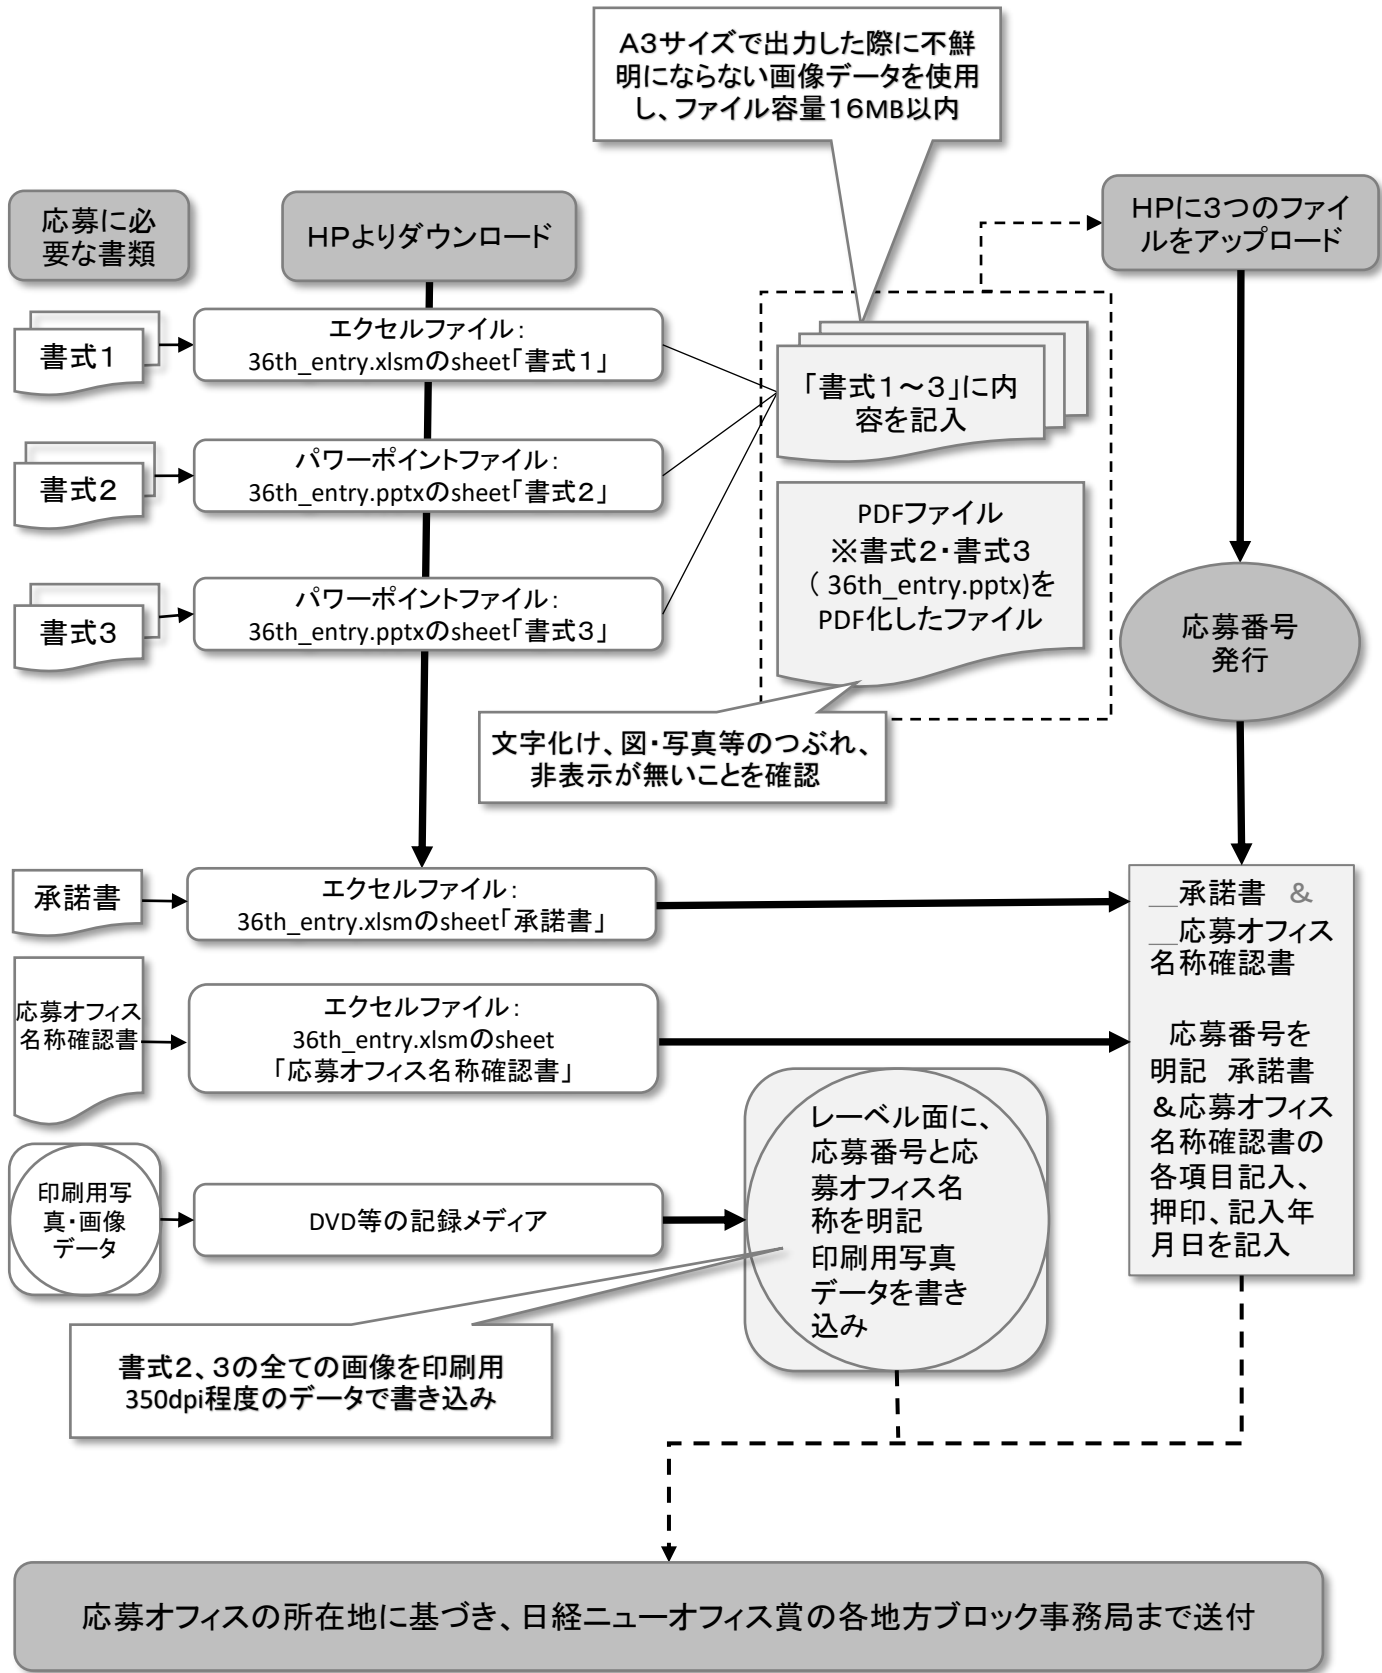 A3サイズで出力した際に不鮮
明にならない画像データを使用
し、ファイル容量16MB以内
応募に必
要な書類
HPよりダウンロード
HPに3つのファイ
ルをアップロード
書式1
エクセルファイル:
36th_entry.xlsmのsheet「書式1」
「書式1~3」に内
容を記入
書式2
パワーポイントファイル:
36th_entry.pptxのsheet「書式2」
PDFファイル
※書式2・書式3
( 36th_entry.pptx)を
PDF化したファイル
書式3
パワーポイントファイル:
36th_entry.pptxのsheet「書式3」
応募番号
発行
文字化け、図・写真等のつぶれ、
非表示が無いことを確認
承諾書
エクセルファイル:
36th_entry.xlsmのsheet「承諾書」
__承諾書 &
__応募オフィス
名称確認書
応募番号を
明記 承諾書
&応募オフィス
名称確認書の
各項目記入、
押印、記入年
月日を記入
応募オフィス
名称確認書
エクセルファイル:
36th_entry.xlsmのsheet
「応募オフィス名称確認書」
印刷用写
真・画像
データ
DVD等の記録メディア
レーベル面に、
応募番号と応
募オフィス名
称を明記
印刷用写真
データを書き
込み
書式2、3の全ての画像を印刷用
350dpi程度のデータで書き込み
応募オフィスの所在地に基づき、日経ニューオフィス賞の各地方ブロック事務局まで送付